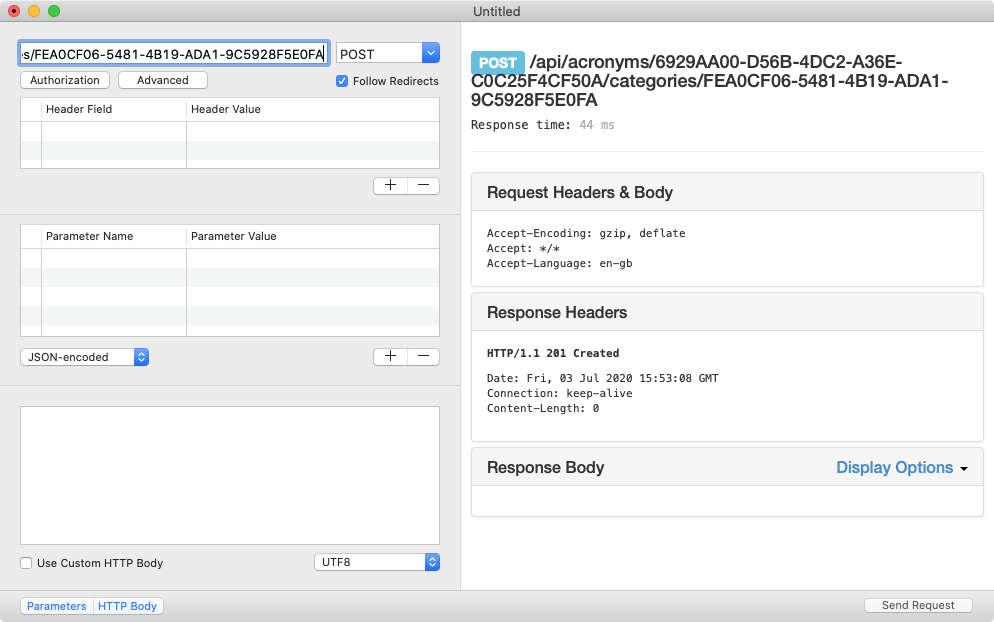 Untitled
s/FEA0CF06-5481-4B19-ADA1-9C5928F5E0FA POST
Authorization Advanced Follow Redirects
Header Field Header Value
+ −
Parameter Name Parameter Value
JSON-encoded + −
Use Custom HTTP Body UTF8
Parameters HTTP Body
POST /api/acronyms/6929AA00-D56B-4DC2-A36E-
C0C25F4CF50A/categories/FEA0CF06-5481-4B19-ADA1-
9C5928F5E0FA
Response time: 44 ms
Request Headers & Body
Accept-Encoding: gzip, deflate
Accept: */*
Accept-Language: en-gb
Response Headers
HTTP/1.1 201 Created
Date: Fri, 03 Jul 2020 15:53:08 GMT
Connection: keep-alive
Content-Length: 0
Response Body Display Options
Send Request